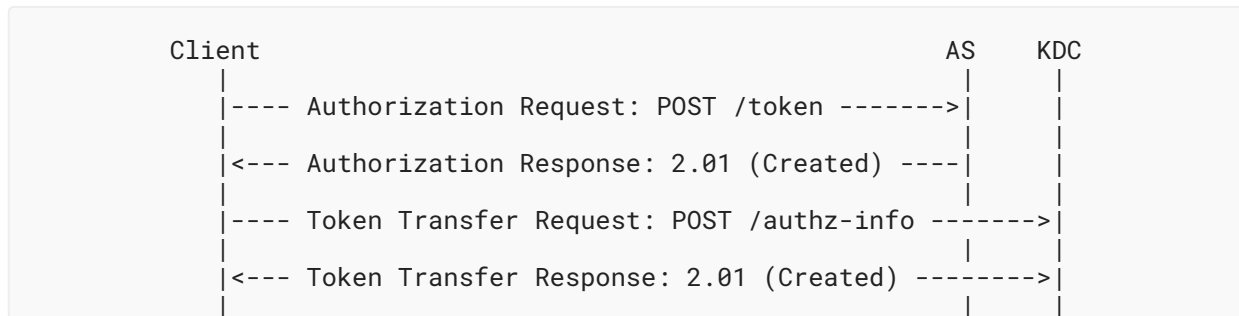 Client                                            AS    KDC
   |                                               |     |
   |---- Authorization Request: POST /token ------->|     |
   |                                               |     |
   |<--- Authorization Response: 2.01 (Created) ----|     |
   |                                               |     |
   |---- Token Transfer Request: POST /authz-info ------->|
   |                                               |     |
   |<--- Token Transfer Response: 2.01 (Created) -------->|
   |                                               |     |